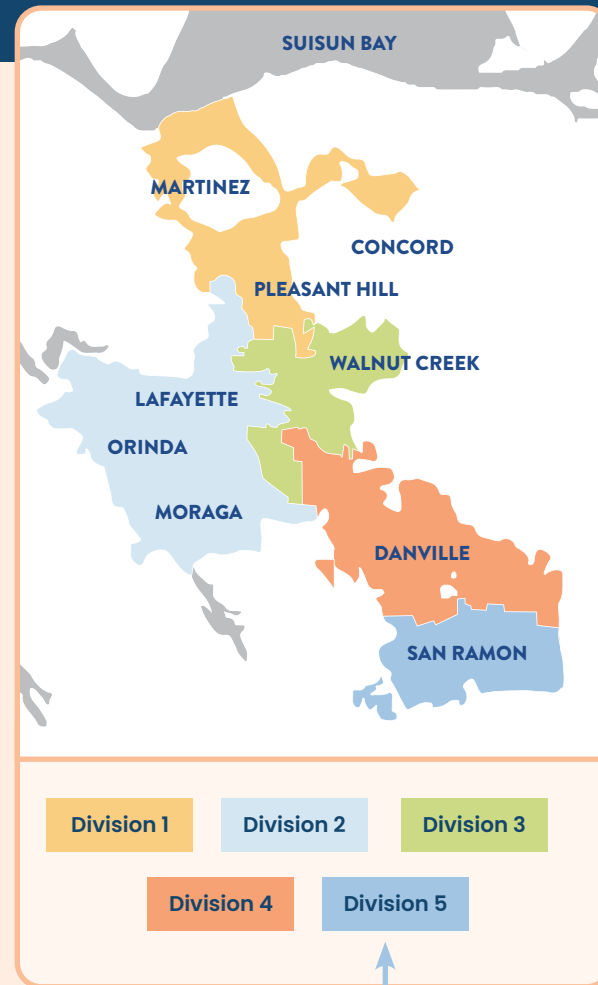 SUISUN BAY
MARTINEZ
CONCORD
PLEASANT HILL
WALNUT CREEK
LAFAYETTE
ORINDA
MORAGA
DANVILLE
SAN RAMON
Division 1
Division 2
Division 3
Division 4
Division 5